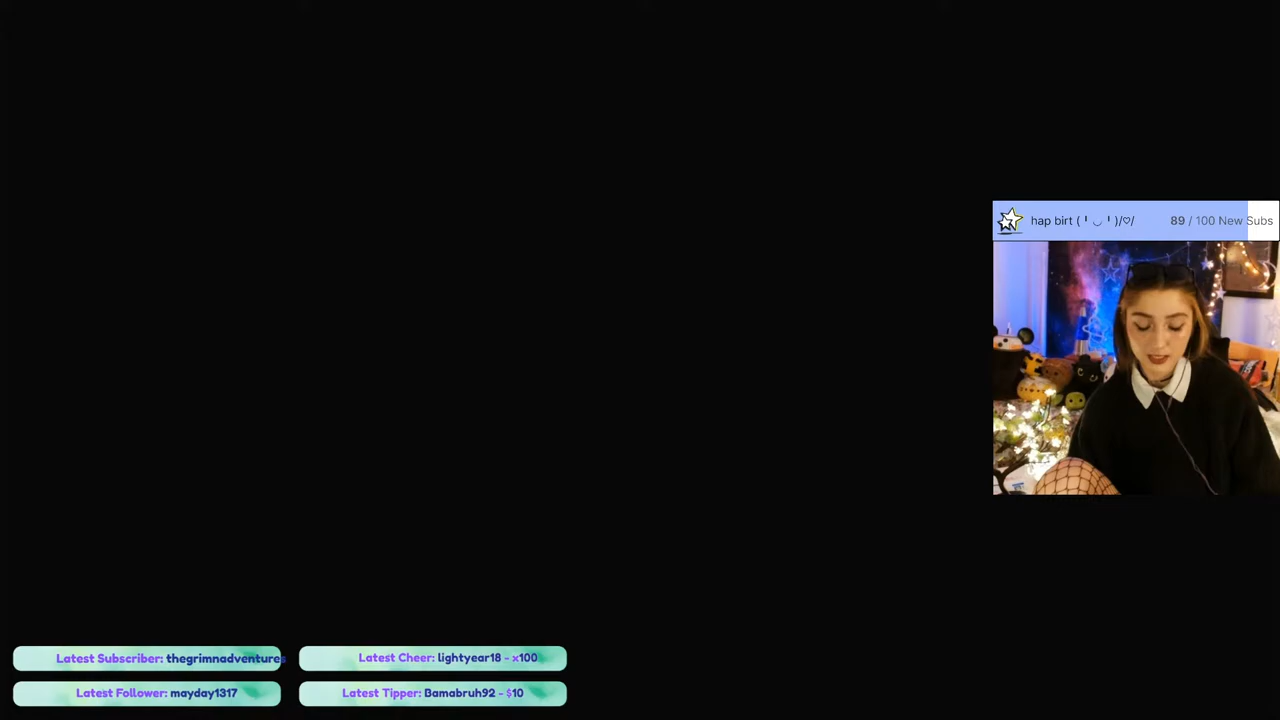 hap birt ( ╹ ◡ ╹ )/♡/ 89 / 100 New Subs
Latest Subscriber: thegrimnadventures
Latest Cheer: lightyear18 - x100
Latest Follower: mayday1317
Latest Tipper: Bamabruh92 - $10